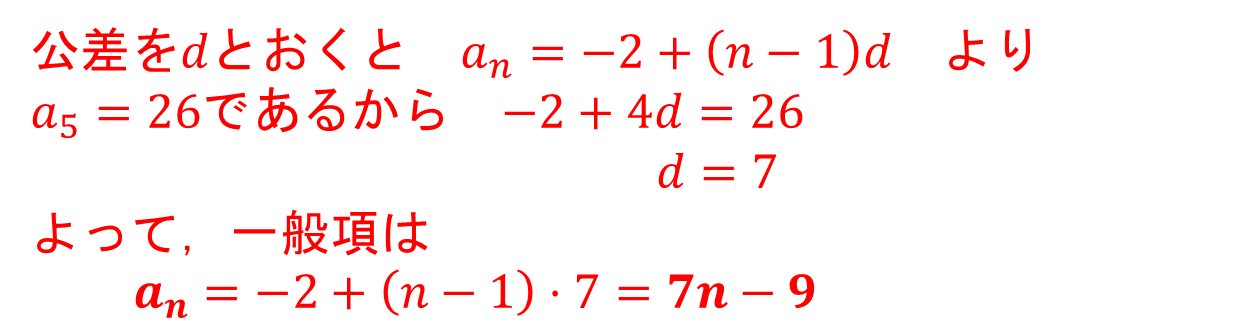 公差をdとおくと　aₙ = −2 + (n − 1)d　より
a₅ = 26であるから　−2 + 4d = 26
d = 7
よって，一般項は
aₙ = −2 + (n − 1) · 7 = 7n − 9